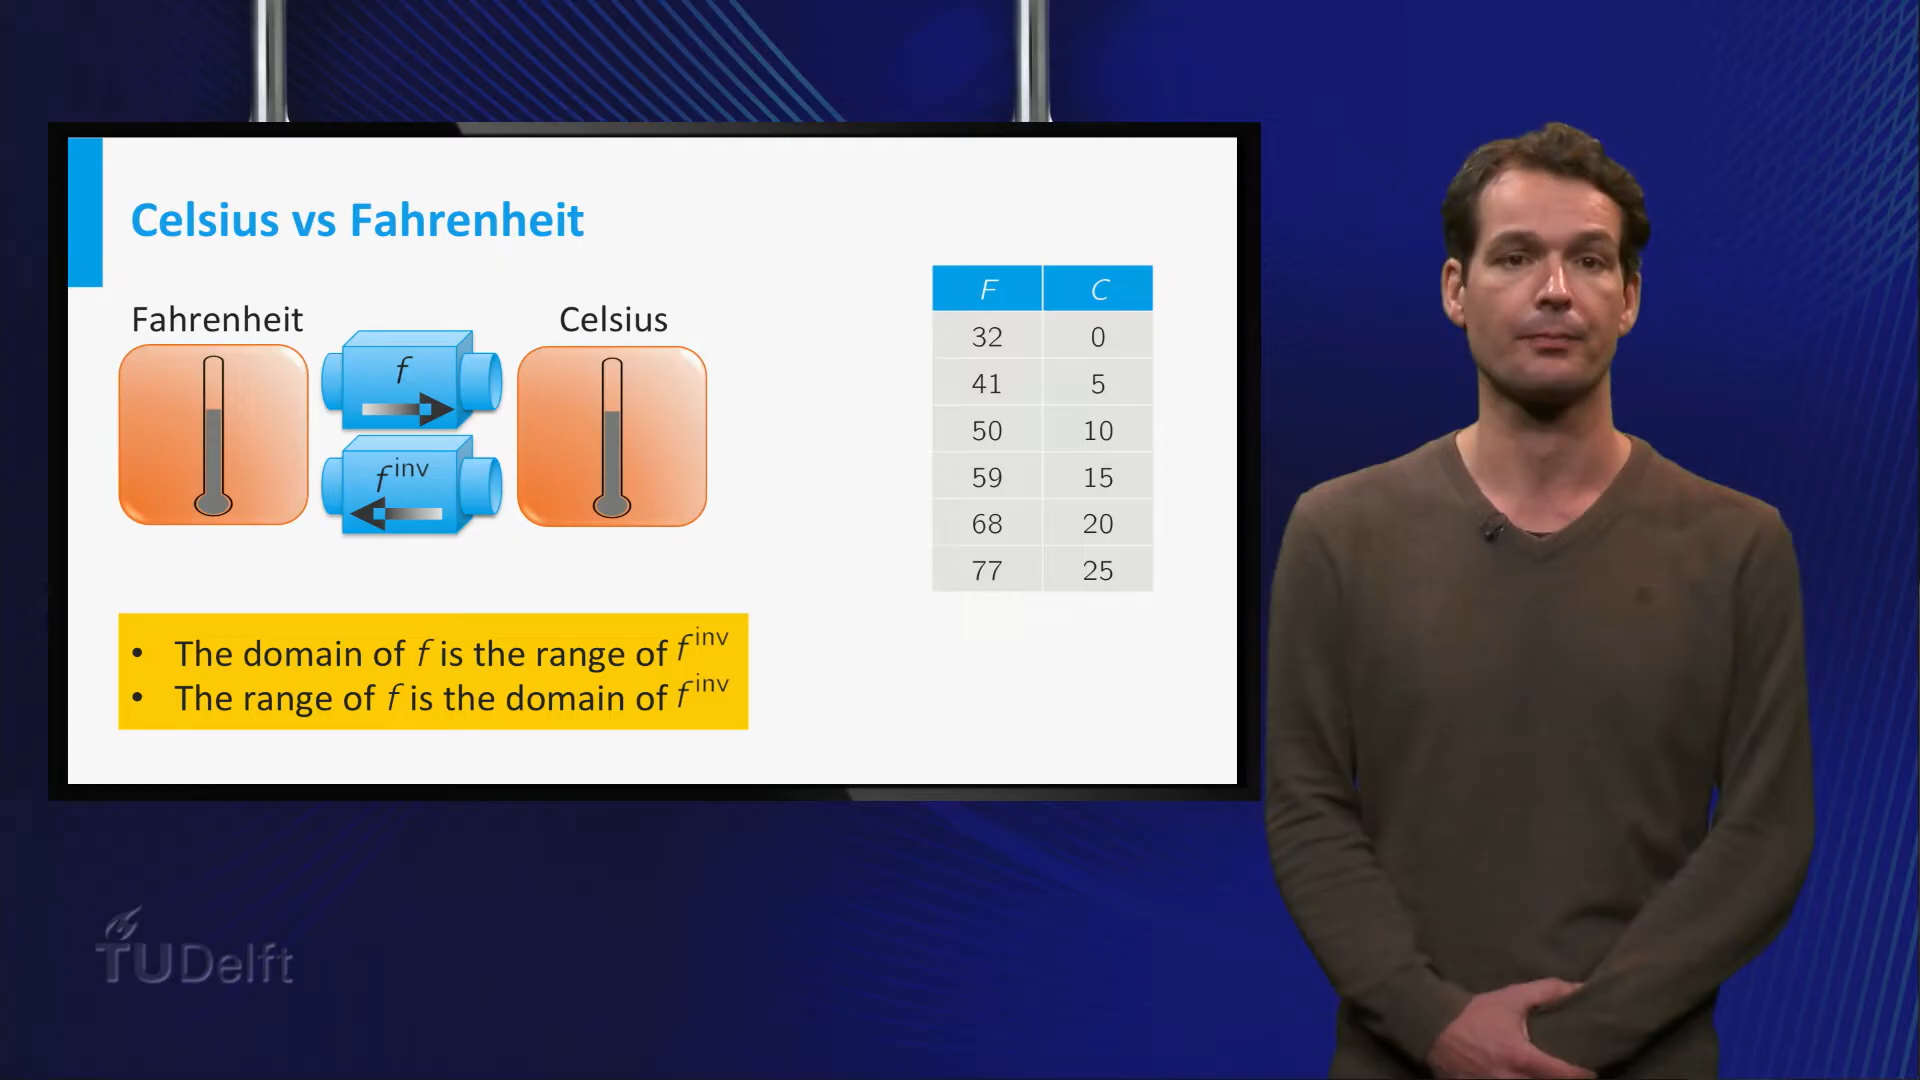 Celsius vs Fahrenheit
Fahrenheit
Celsius
f
f inv
F C
32 0
41 5
50 10
59 15
68 20
77 25
• The domain of f is the range of f inv
• The range of f is the domain of f inv
TUDelft